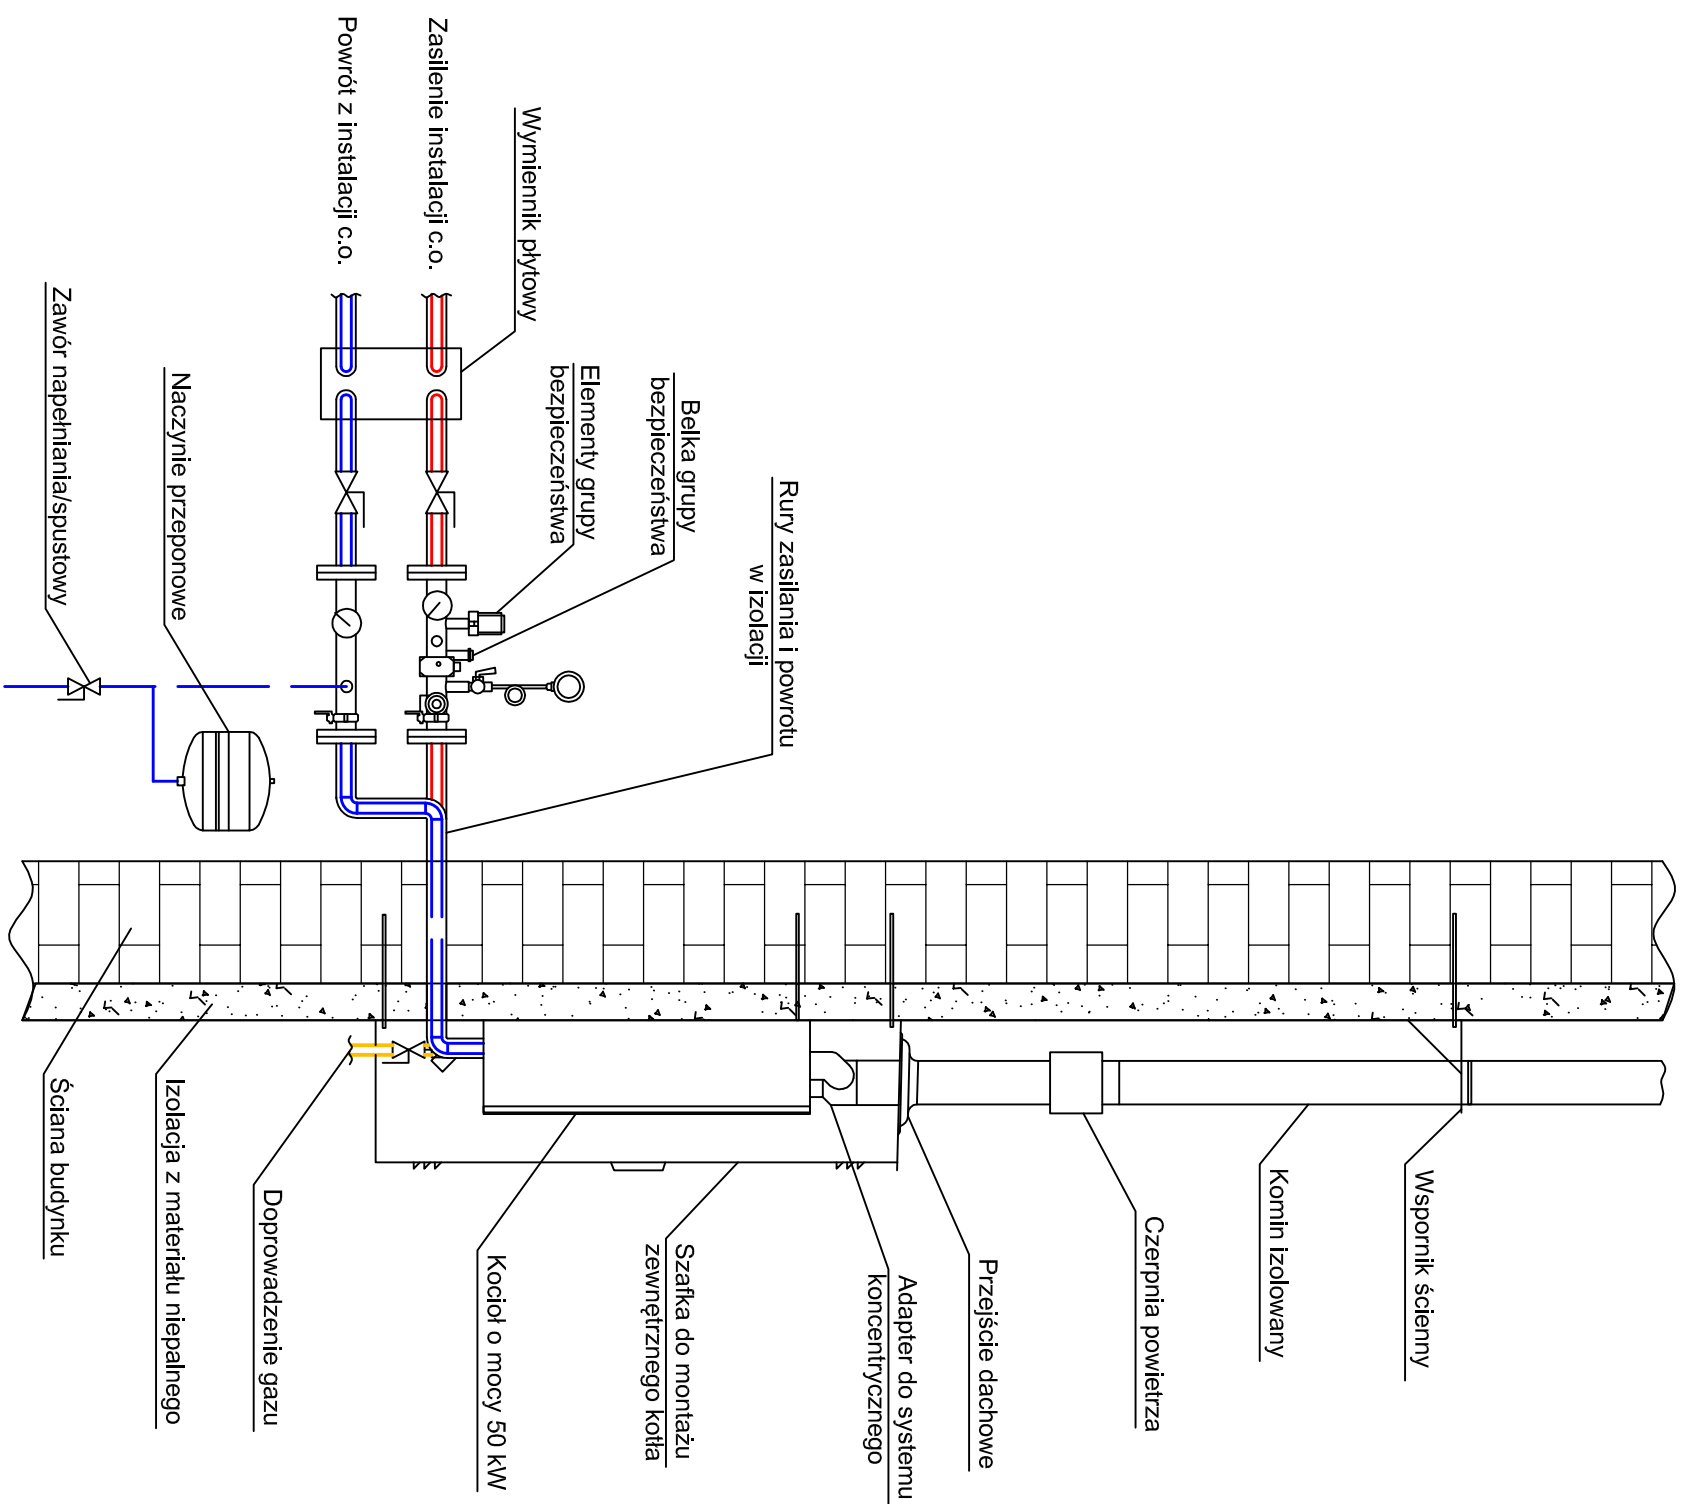 Wspornik ścienny
Komin izolowany
Czerpnia powietrza
Przejście dachowe
Adapter do systemu
koncentrycznego
Rury zasilania i powrotu
w izolacji
Szafka do montażu
zewnętrznego kotła
Belka grupy
bezpieczeństwa
Elementy grupy
bezpieczeństwa
Kocioł o mocy 50 kW
Wymiennik płytowy
Zasilenie instalacji c.o.
Powrót z instalacji c.o.
Doprowadzenie gazu
Naczynie przeponowe
Izolacja z materiału niepalnego
Zawór napełniania/spustowy
Ściana budynku